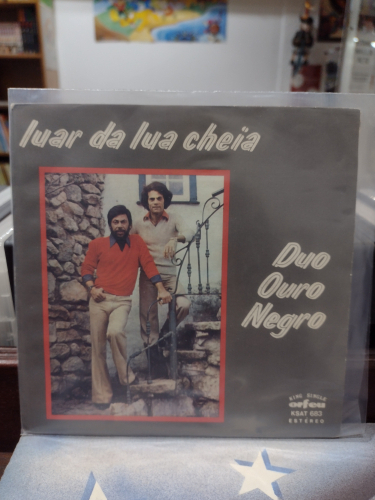 luar da lua cheia
Duo
Ouro
Negro
orfeu
KSAT 683
ESTÉREO